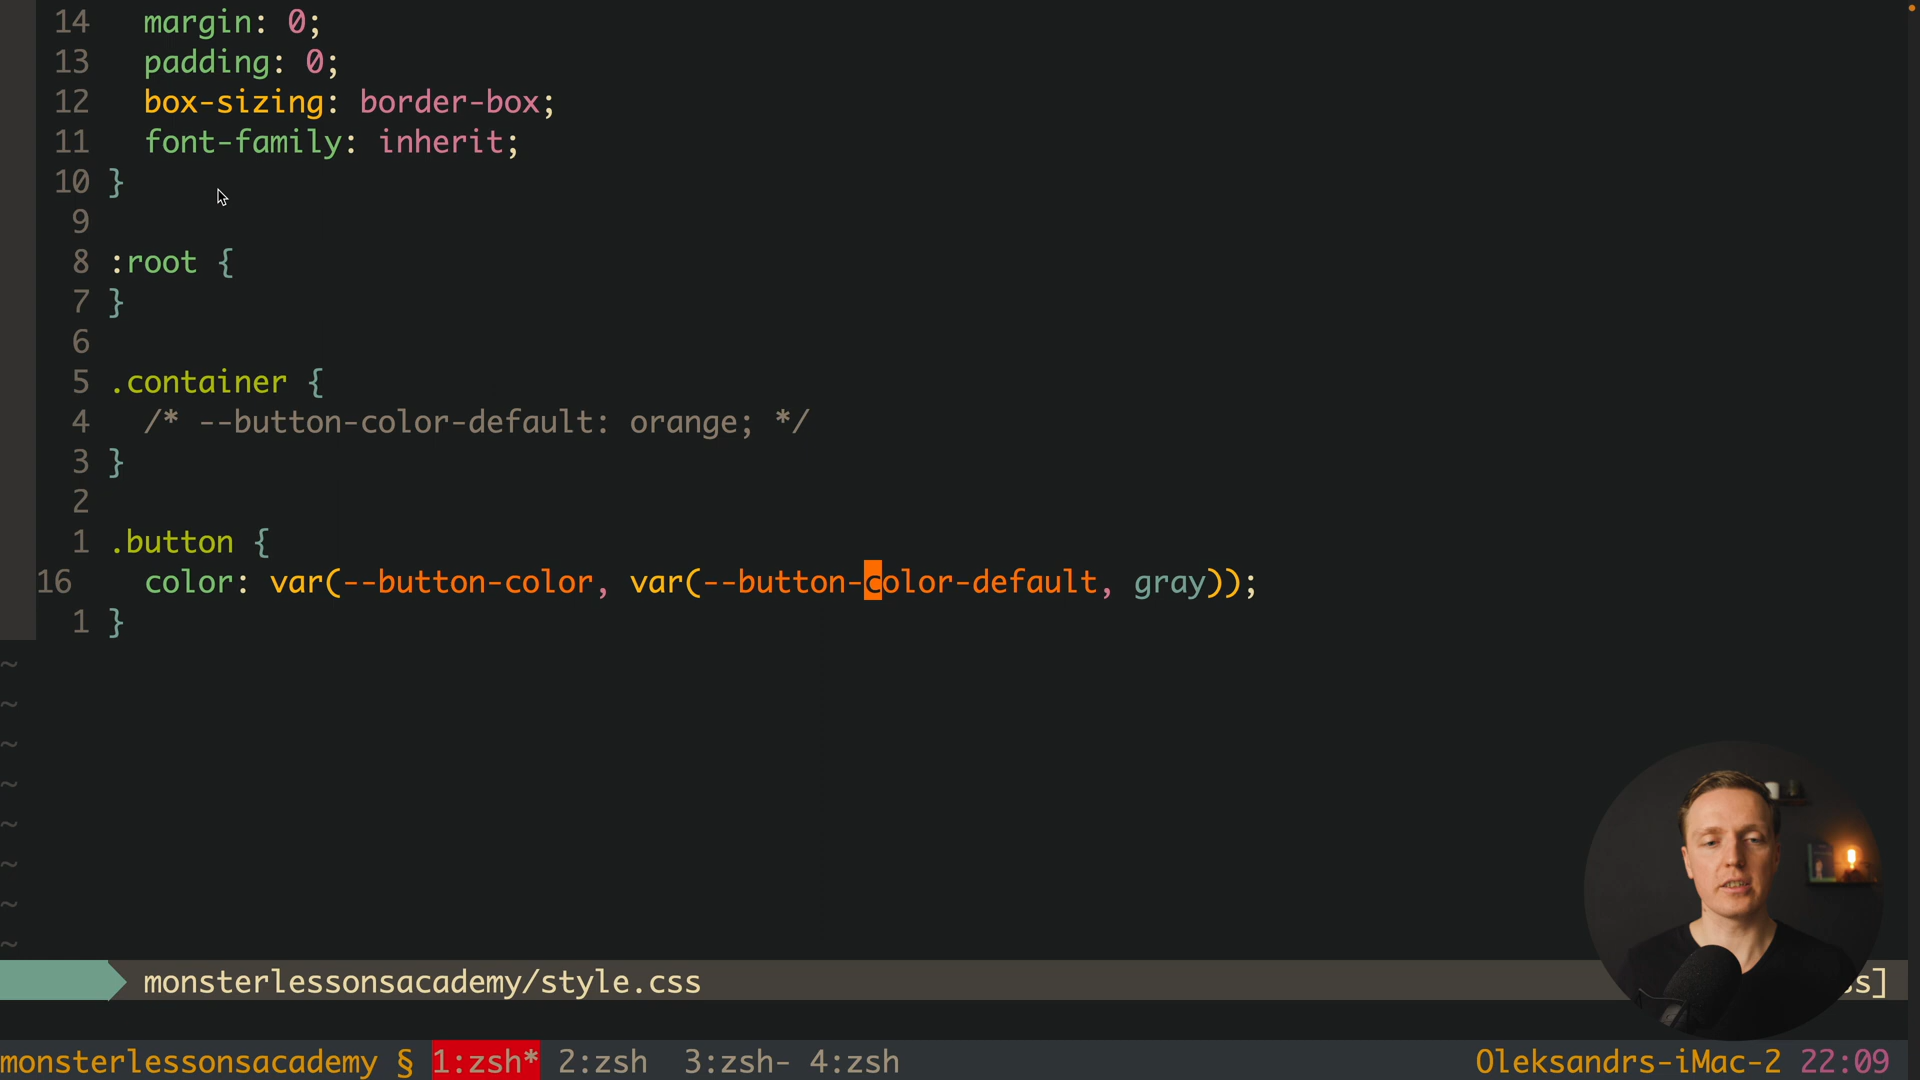 14 margin: 0;
13 padding: 0;
12 box-sizing: border-box;
11 font-family: inherit;
10 }
9
8 :root {
7 }
6
5 .container {
4 /* --button-color-default: orange; */
3 }
2
1 .button {
16 color: var(--button-color, var(--button-color-default, gray));
1 }
~
~
~
~
~
~
~
~
monsterlessonsacademy/style.css s]
monsterlessonsacademy § 1:zsh* 2:zsh 3:zsh- 4:zsh Oleksandrs-iMac-2 22:09